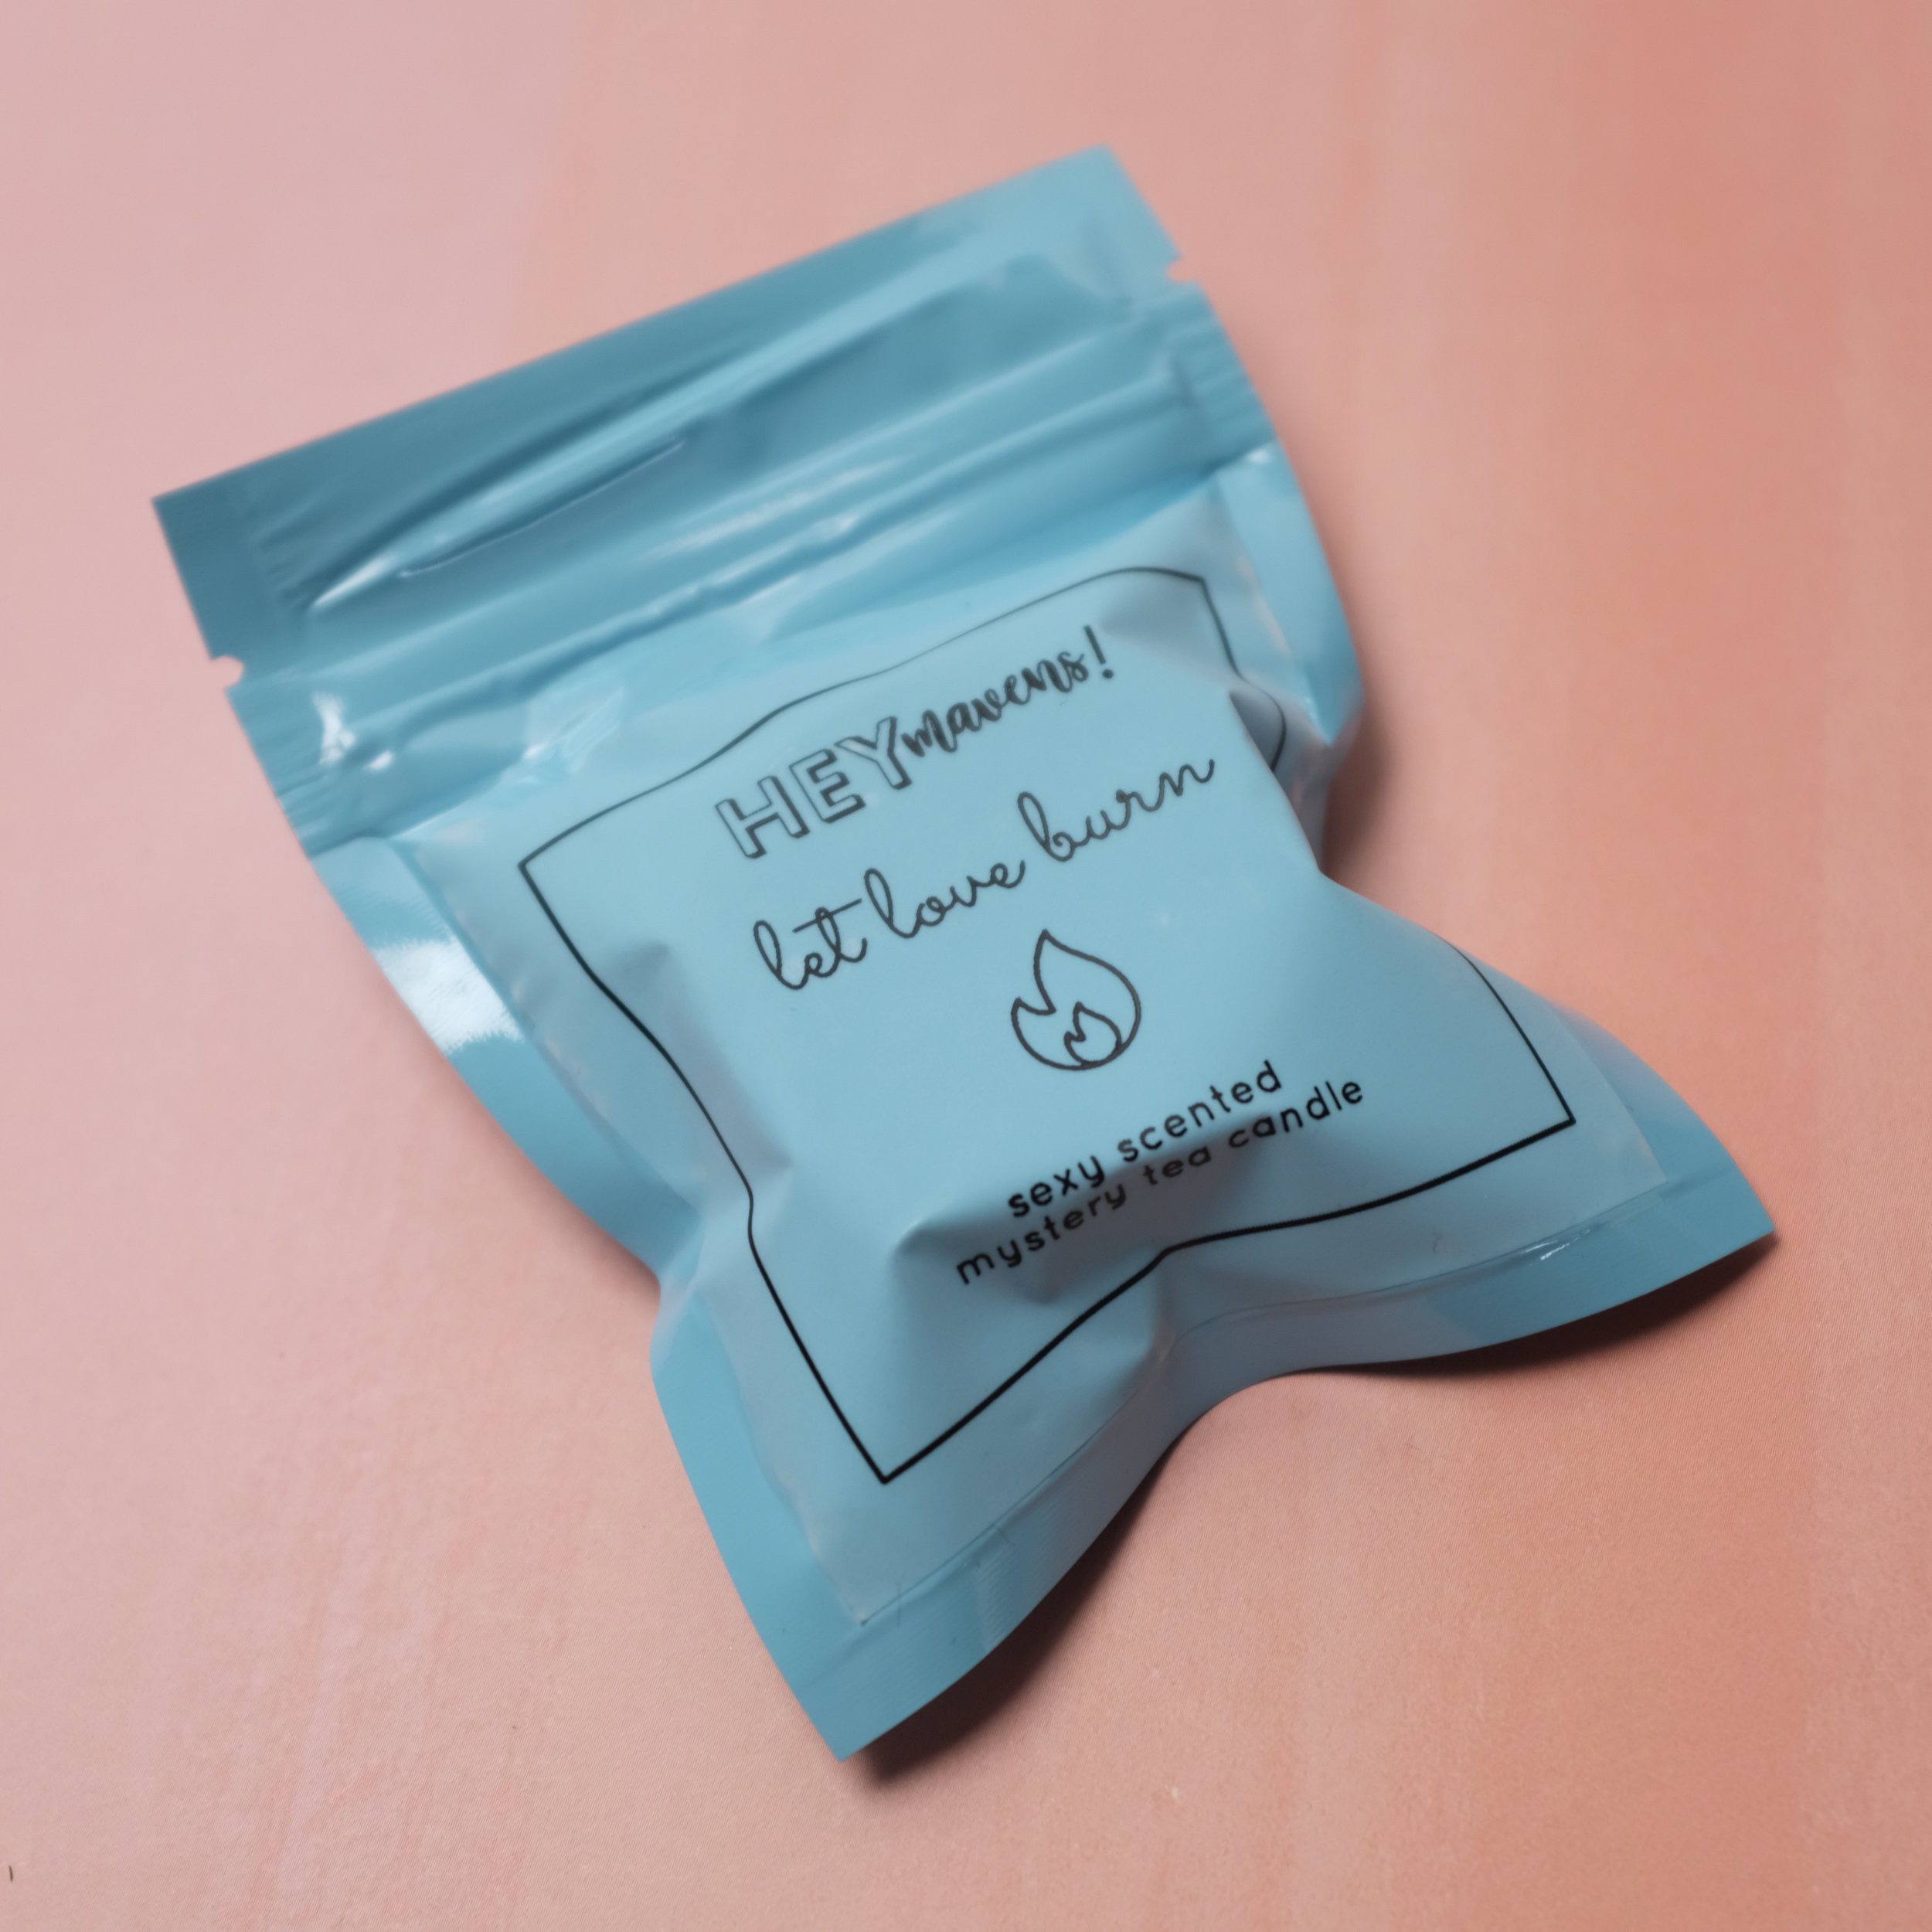 HEY mavens!
let love burn
sexy scented
mystery tea candle